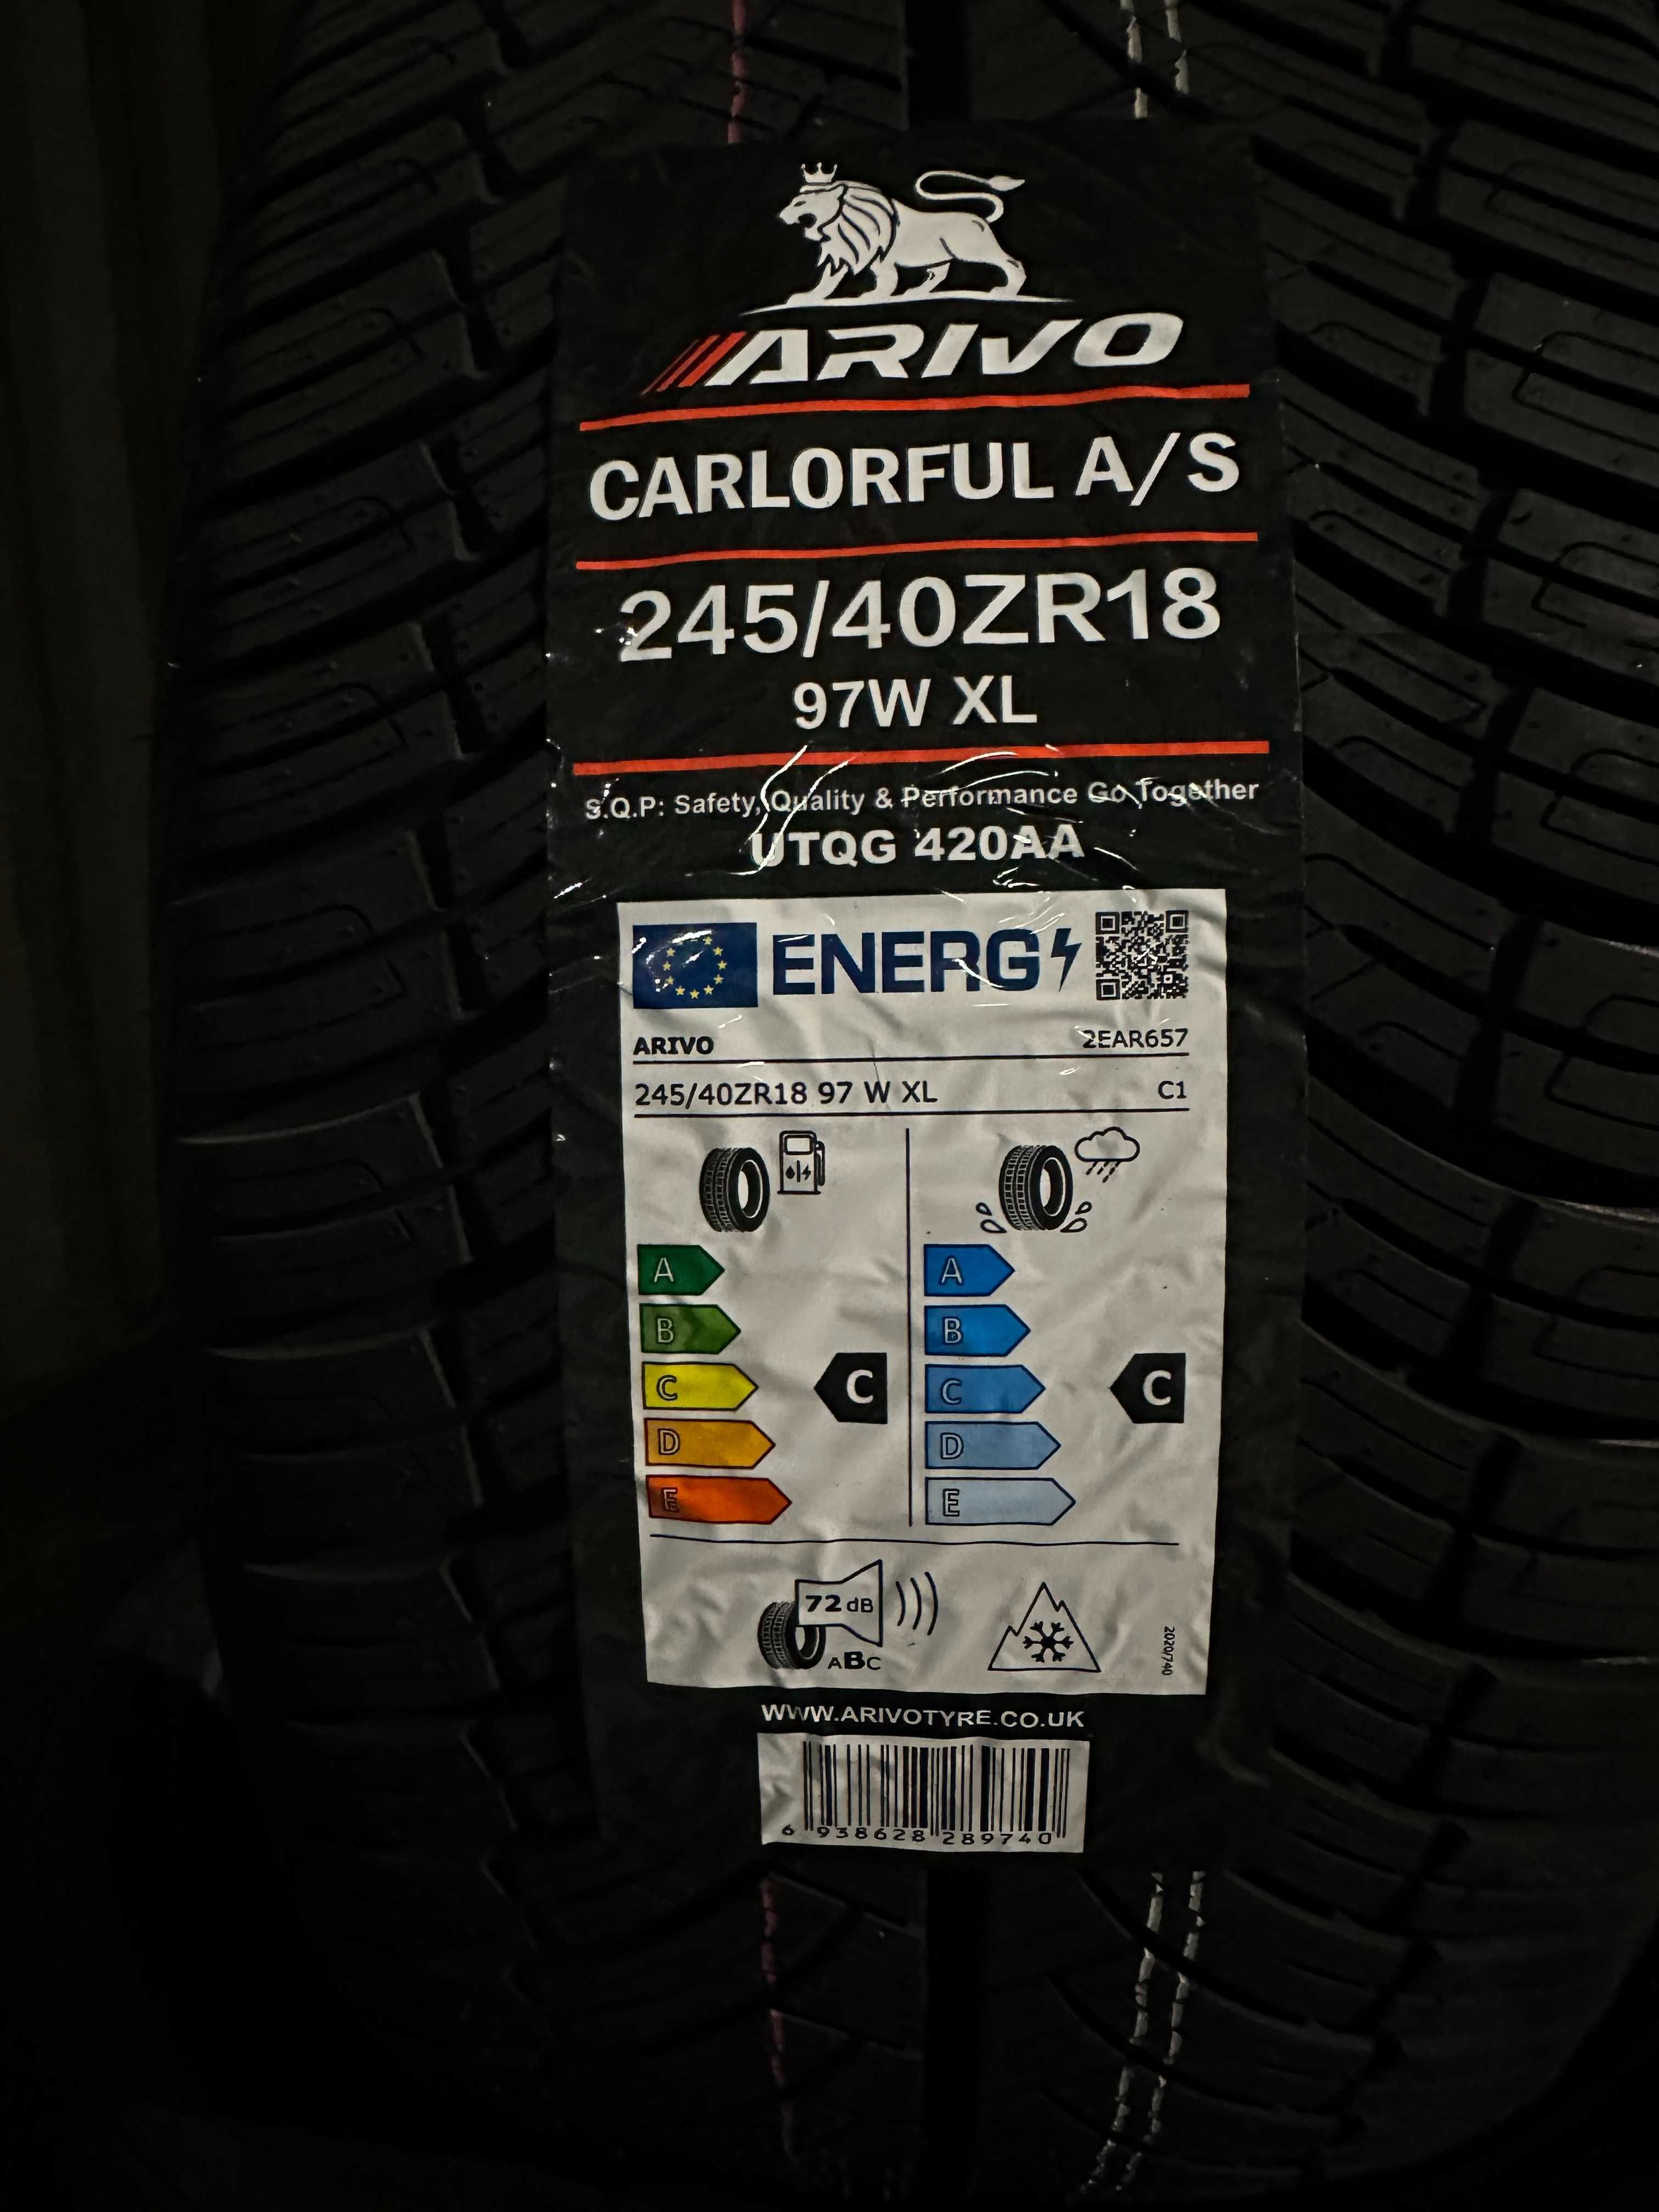 ARIVO
CARLORFUL A/S
245/40ZR18
97W XL
S.Q.P: Safety, Quality & Performance Go Together
UTQG 420AA
ENERG
ARIVO 2EAR657
245/40ZR18 97 W XL C1
A A
B B
C C C C
D D
E E
72 dB
ABC
2020/740
WWW.ARIVOTYRE.CO.UK
6 938628 289740